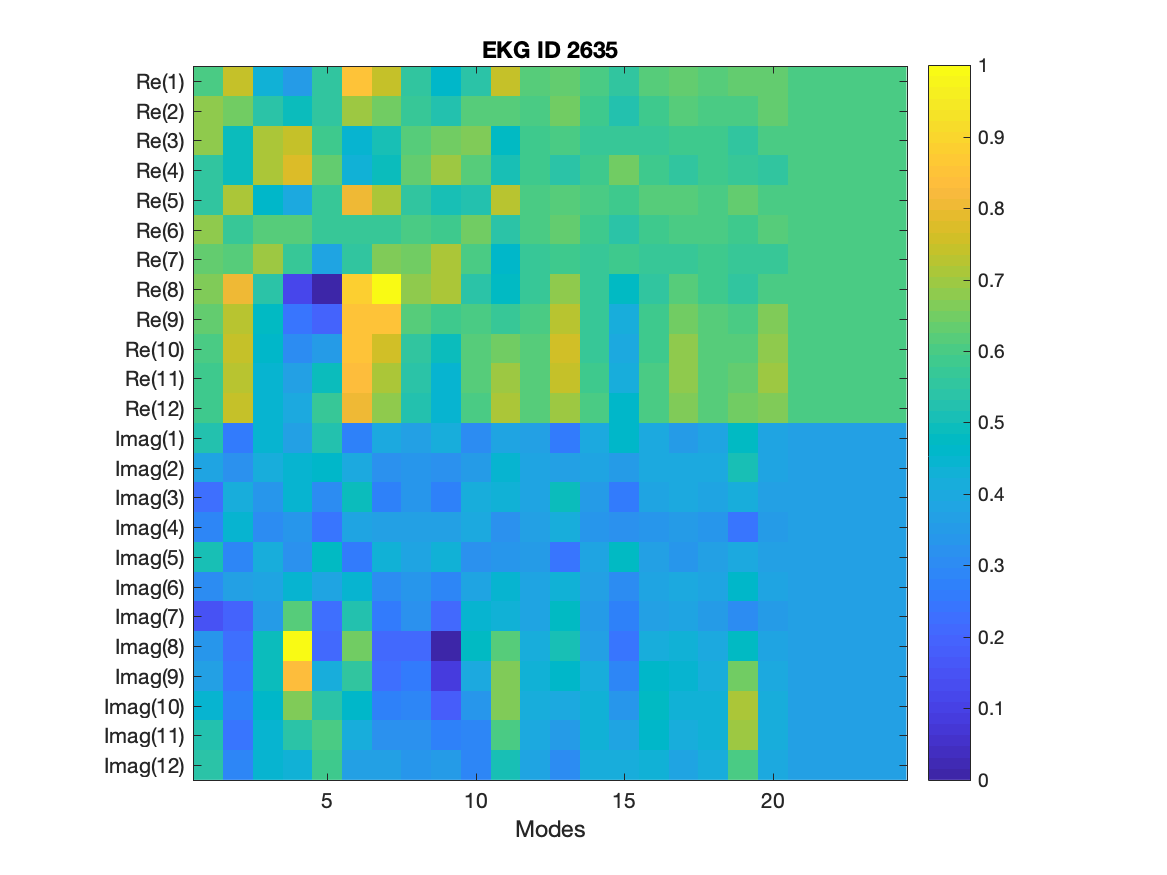 EKG ID 2635
Re(1)
Re(2)
Re(3)
Re(4)
Re(5)
Re(6)
Re(7)
Re(8)
Re(9)
Re(10)
Re(11)
Re(12)
Imag(1)
Imag(2)
Imag(3)
Imag(4)
Imag(5)
Imag(6)
Imag(7)
Imag(8)
Imag(9)
Imag(10)
Imag(11)
Imag(12)
5 10 15 20
Modes
1
0.9
0.8
0.7
0.6
0.5
0.4
0.3
0.2
0.1
0